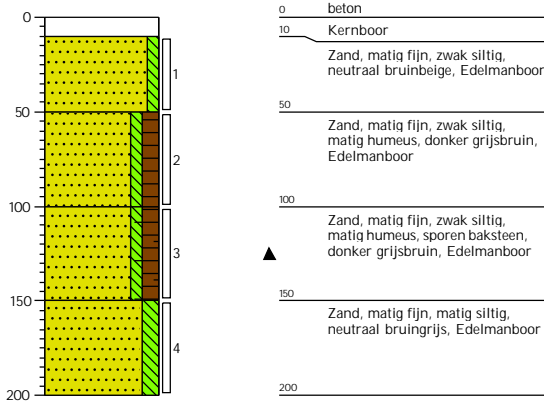 0
50
100
150
200
1
2
3
4
0
beton
10
Kernboor
Zand, matig fijn, zwak siltig,
neutraal bruinbeige, Edelmanboor
50
Zand, matig fijn, zwak siltig,
matig humeus, donker grijsbruin,
Edelmanboor
100
Zand, matig fijn, zwak siltig,
matig humeus, sporen baksteen,
donker grijsbruin, Edelmanboor
150
Zand, matig fijn, matig siltig,
neutraal bruingrijs, Edelmanboor
200